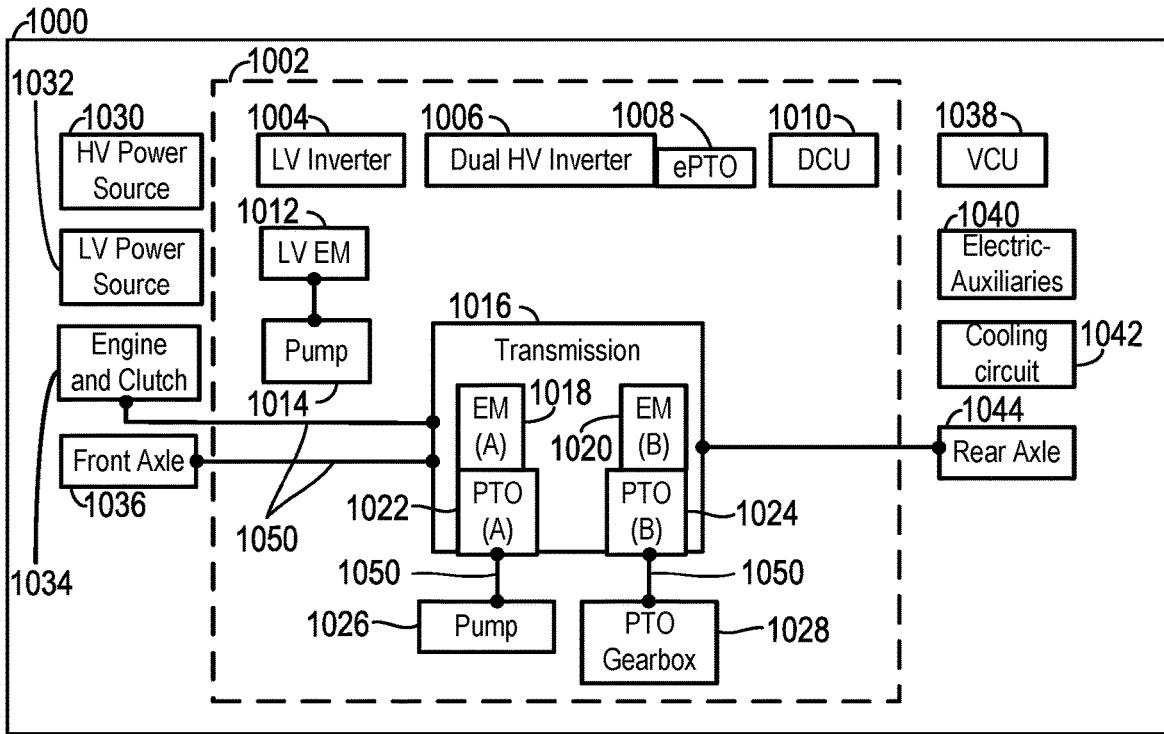 1000
1002
1032
1030
HV Power
Source
1004
LV Inverter
1006
Dual HV Inverter
1008
ePTO
1010
DCU
1038
VCU
1012
LV EM
1040
Electric-
Auxiliaries
LV Power
Source
1016
Transmission
Engine
and Clutch
Pump
1014
Cooling
circuit
1042
EM
(A)
1018
EM
(B)
1020
1044
Rear Axle
Front Axle
1036
1050
1034
1022
PTO
(A)
PTO
(B)
1024
1050
1050
1026
Pump
PTO
Gearbox
1028